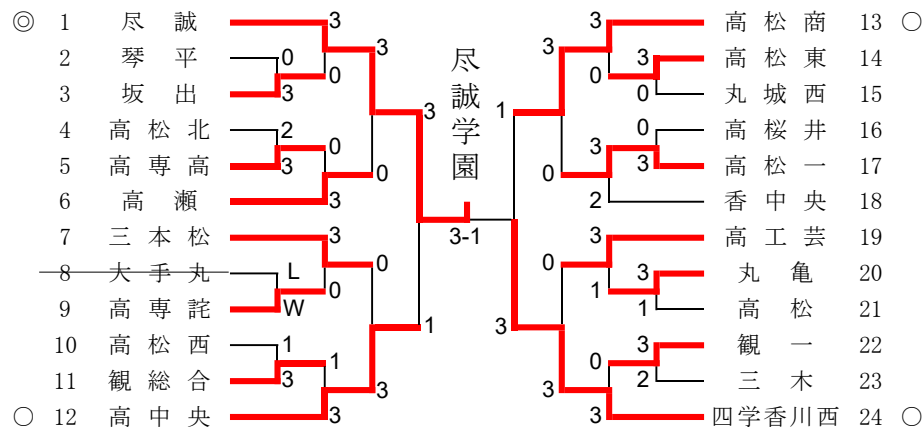 ◎ 1 尽誠 3 3 高松商 13 ○
2 琴平 0 3 3 3 高松東 14
3 坂出 3 0 0 0 丸城西 15
4 高松北 2 3 1 0 高桜井 16
5 高専高 3 0 0 0 3 3 高松一 17
6 高瀬 3 2 香中央 18
尽誠学園
3-1
7 三本松 3 3 高工芸 19
8 大手丸 L 0 0 3 丸亀 20
9 高専詫 W 0 1 1 高松 21
10 高松西 1 1 3 3 観一 22
11 観総合 3 1 3 3 0 2 三木 23
○ 12 高中央 3 3 四学香川西 24 ○